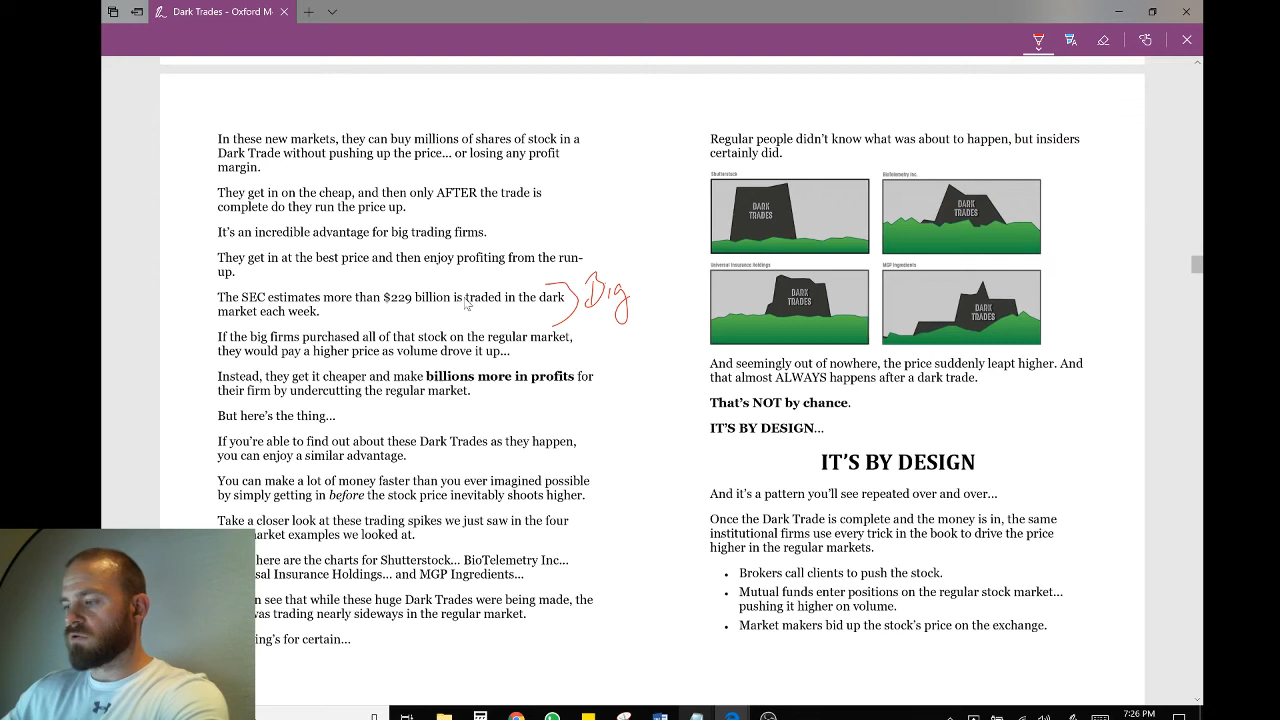 Dark Trades - Oxford M
In these new markets, they can buy millions of shares of stock in a
Dark Trade without pushing up the price... or losing any profit
margin.
They get in on the cheap, and then only AFTER the trade is
complete do they run the price up.
It's an incredible advantage for big trading firms.
They get in at the best price and then enjoy profiting from the run-
up.
The SEC estimates more than $229 billion is traded in the dark
market each week.
Big
If the big firms purchased all of that stock on the regular market,
they would pay a higher price as volume drove it up...
Instead, they get it cheaper and make billions more in profits for
their firm by undercutting the regular market.
But here's the thing...
If you're able to find out about these Dark Trades as they happen,
you can enjoy a similar advantage.
You can make a lot of money faster than you ever imagined possible
by simply getting in before the stock price inevitably shoots higher.
Take a closer look at these trading spikes we just saw in the four
market examples we looked at.
here are the charts for Shutterstock... BioTelemetry Inc...
sal Insurance Holdings... and MGP Ingredients...
n see that while these huge Dark Trades were being made, the
was trading nearly sideways in the regular market.
ing's for certain...
Regular people didn't know what was about to happen, but insiders
certainly did.
Shutterstock
DARK
TRADES
BioTelemetry Inc.
DARK
TRADES
Universal Insurance Holdings
DARK
TRADES
MGP Ingredients
DARK
TRADES
And seemingly out of nowhere, the price suddenly leapt higher. And
that almost ALWAYS happens after a dark trade.
That's NOT by chance.
IT'S BY DESIGN...
IT'S BY DESIGN
And it's a pattern you'll see repeated over and over...
Once the Dark Trade is complete and the money is in, the same
institutional firms use every trick in the book to drive the price
higher in the regular markets.
• Brokers call clients to push the stock.
• Mutual funds enter positions on the regular stock market...
pushing it higher on volume.
• Market makers bid up the stock's price on the exchange.
7:26 PM